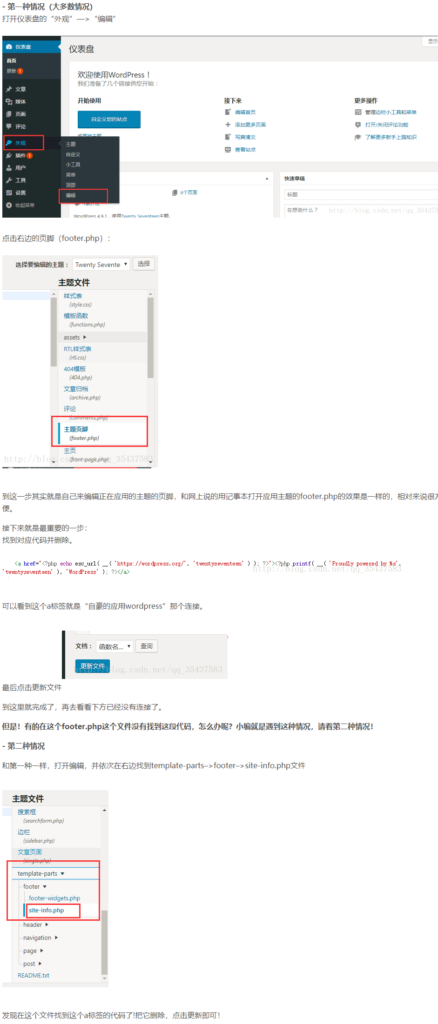 - 第一种情况（大多数情况）
打开仪表盘的“外观”—>“编辑”
仪表盘
仪表盘
首页
更新
文章
媒体
页面
评论
外观
插件
用户
工具
设置
收起菜单
主题
自定义
小工具
菜单
顶部
编辑
欢迎使用WordPress！
我们准备了几个链接供您开始：
开始使用
自定义您的站点
接下来
编辑首页
添加更多页面
写篇博文
查看站点
更多操作
管理边栏小工具和菜单
打开/关闭评论功能
了解更多新手上路知识
快速草稿
标题
在想些什么？
http://blog.csdn.net/qq_35437583
点击右边的页脚（footer.php）：
选择要编辑的主题： Twenty Sevente 选择
主题文件
样式表
(style.css)
模板函数
(functions.php)
assets
RTL样式表
(rtl.css)
404模板
(404.php)
文章归档
(archive.php)
评论
(comments.php)
主题页脚
(footer.php)
主页
(front-page.php)
到这一步其实就是自己来编辑正在应用的主题的页脚，和网上说的用记事本打开应用主题的footer.php的效果是一样的，相对来说很方
便。
接下来就是最重要的一步：
找到对应代码并删除。
<a href="<?php echo esc_url( __( 'https://wordpress.org/', 'twentyseventeen' ) ); ?>"><?php printf( __( 'Proudly powered by %s',
'twentyseventeen' ), 'WordPress' ); ?></a>
可以看到这个a标签就是“自豪的应用wordpress”那个连接。
文档： 函数名... 查询
更新文件
最后点击更新文件
到这里就完成了，再去看看下方已经没有连接了。
但是！有的在这个footer.php这个文件没有找到这段代码，怎么办呢？小编就是遇到这种情况，请看第二种情况！
- 第二种情况
和第一种一样，打开编辑，并依次在右边找到template-parts–>footer–>site-info.php文件
主题文件
搜索框
(searchform.php)
边栏
(sidebar.php)
文章页面
(single.php)
template-parts
footer
footer-widgets.php
site-info.php
header
navigation
page
post
README.txt
发现在这个文件找到这个a标签的代码了!把它删除，点击更新即可！